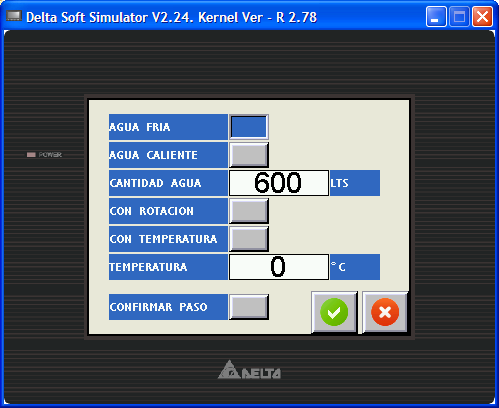 Delta Soft Simulator V2.24. Kernel Ver - R 2.78
POWER
AGUA FRIA
AGUA CALIENTE
CANTIDAD AGUA 600 LTS
CON ROTACION
CON TEMPERATURA
TEMPERATURA 0 °C
CONFIRMAR PASO
DELTA